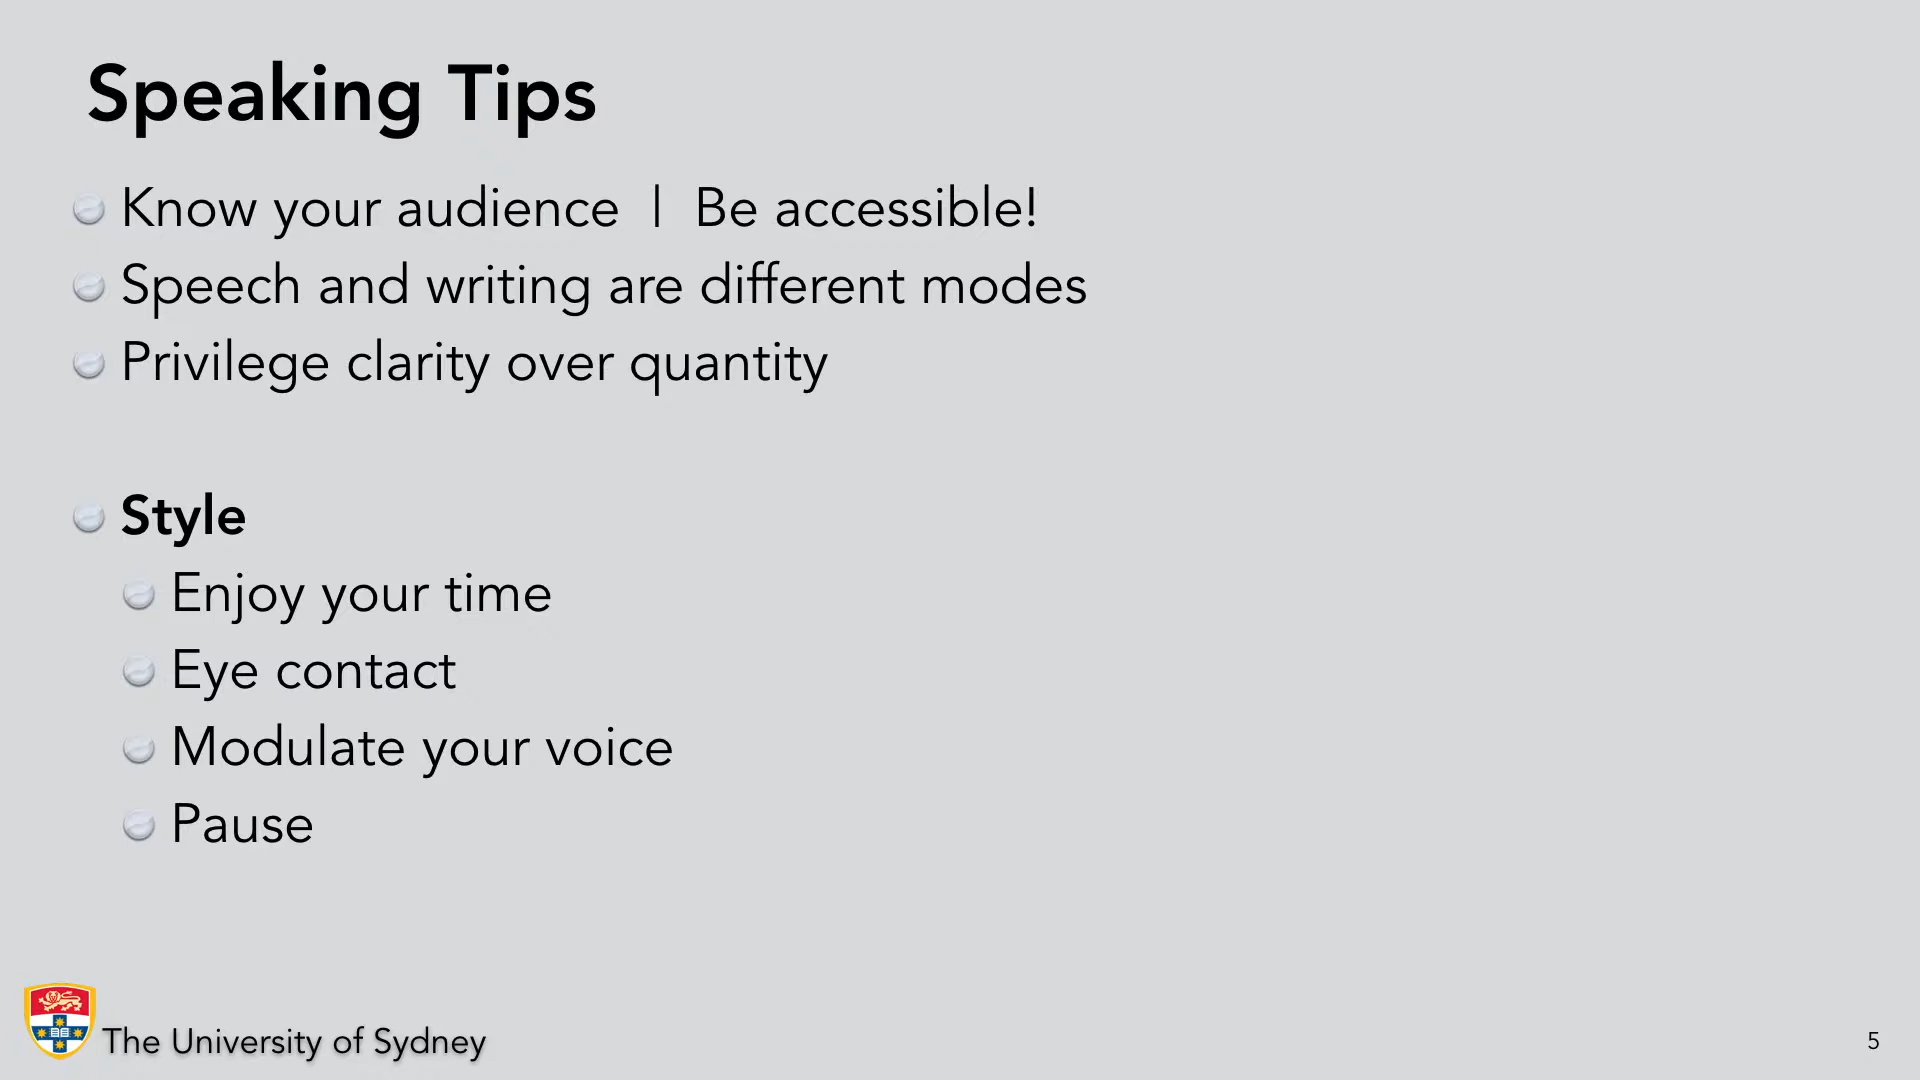 Speaking Tips
Know your audience | Be accessible!
Speech and writing are different modes
Privilege clarity over quantity
Style
Enjoy your time
Eye contact
Modulate your voice
Pause
The University of Sydney
5